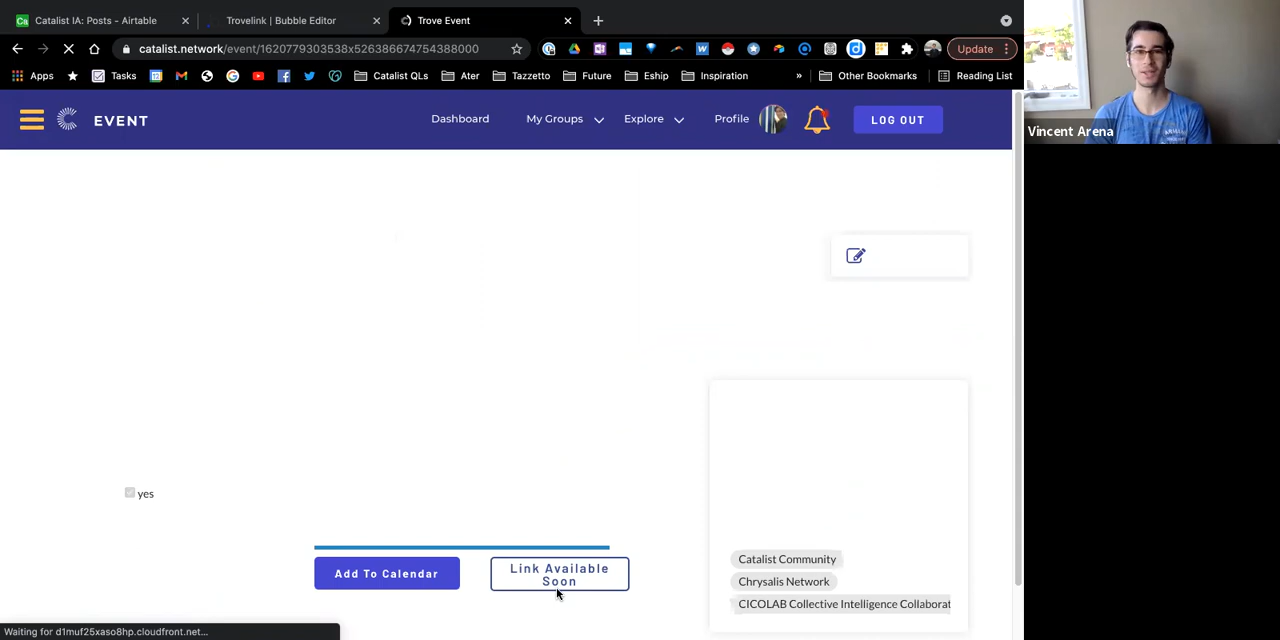 Catalist IA: Posts - Airtable
Trovelink | Bubble Editor
Trove Event
catalist.network/event/1620779303538x526386674754388000
Update
Apps
Tasks
Catalist QLs
Ater
Tazzetto
Future
Eship
Inspiration
»
Other Bookmarks
Reading List
EVENT
Dashboard
My Groups
Explore
Profile
LOG OUT
Vincent Arena
yes
Add To Calendar
Link Available
Soon
Catalist Community
Chrysalis Network
CICOLAB Collective Intelligence Collaborat
Waiting for d1muf25xaso8hp.cloudfront.net...